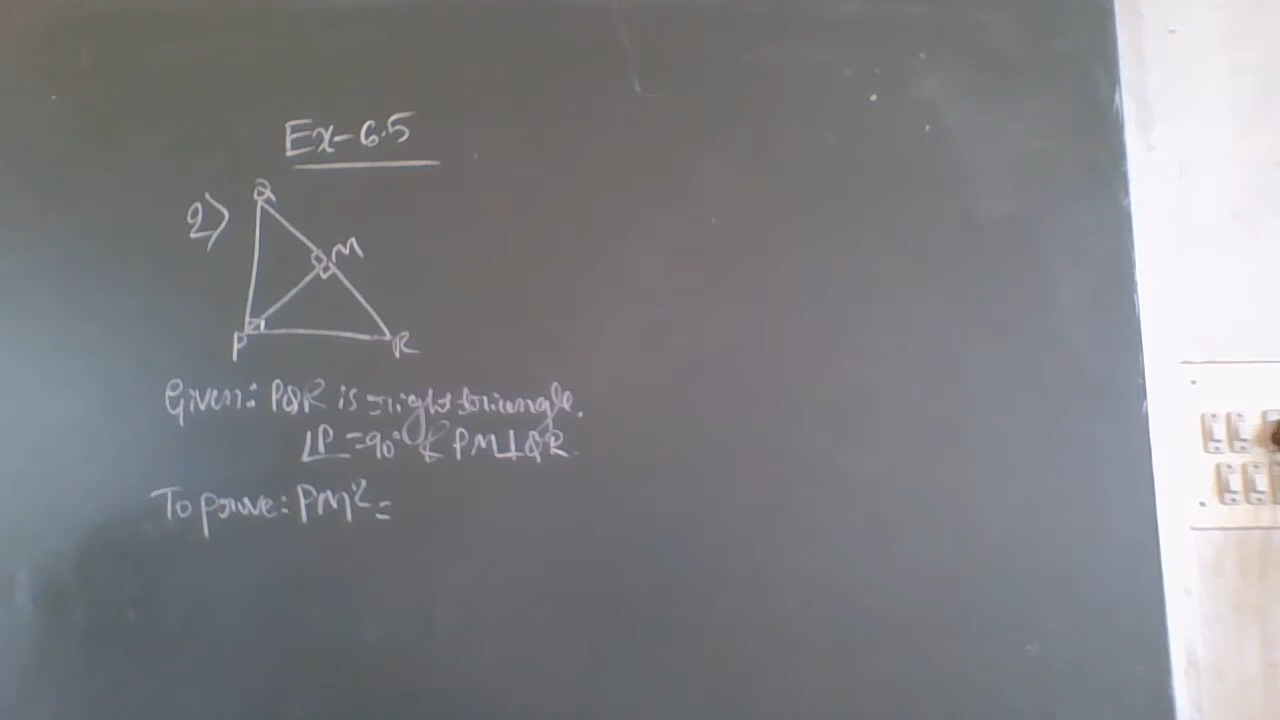 Ex-6.5
2)
Q
M
P
R
Given: PQR is right triangle.
∠P=90° & PM⊥QR.
To prove: PM²=